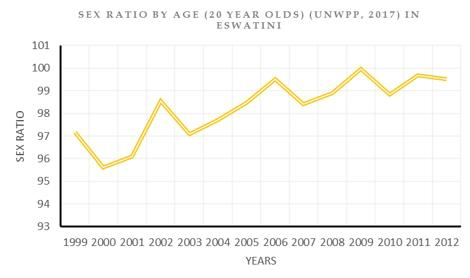 SEX RATIO BY AGE (20 YEAR OLDS) (UNWPP, 2017) IN
ESWATINI
101
100
99
98
97
96
95
94
93
SEX RATIO
1999 2000 2001 2002 2003 2004 2005 2006 2007 2008 2009 2010 2011 2012
YEARS